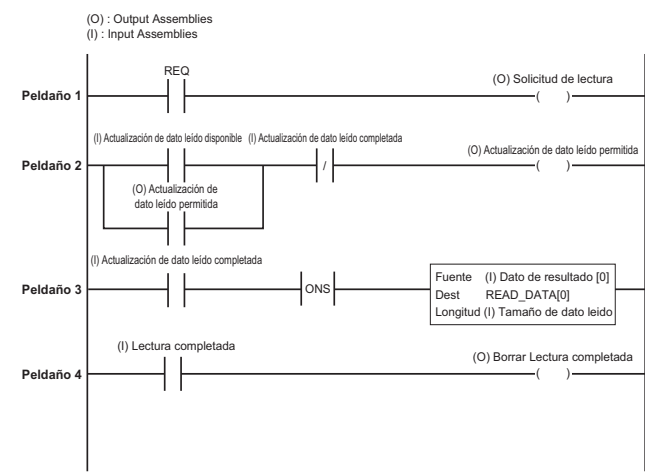 (O) : Output Assemblies
(I) : Input Assemblies
REQ
(O) Solicitud de lectura
Peldaño 1
( )
(I) Actualización de dato leído disponible
(I) Actualización de dato leído completada
(O) Actualización de dato leído permitida
Peldaño 2
/
( )
(O) Actualización de
dato leído permitida
(I) Actualización de dato leído completada
Peldaño 3
ONS
Fuente (I) Dato de resultado [0]
Dest READ_DATA[0]
Longitud (I) Tamaño de dato leido
(I) Lectura completada
(O) Borrar Lectura completada
Peldaño 4
( )